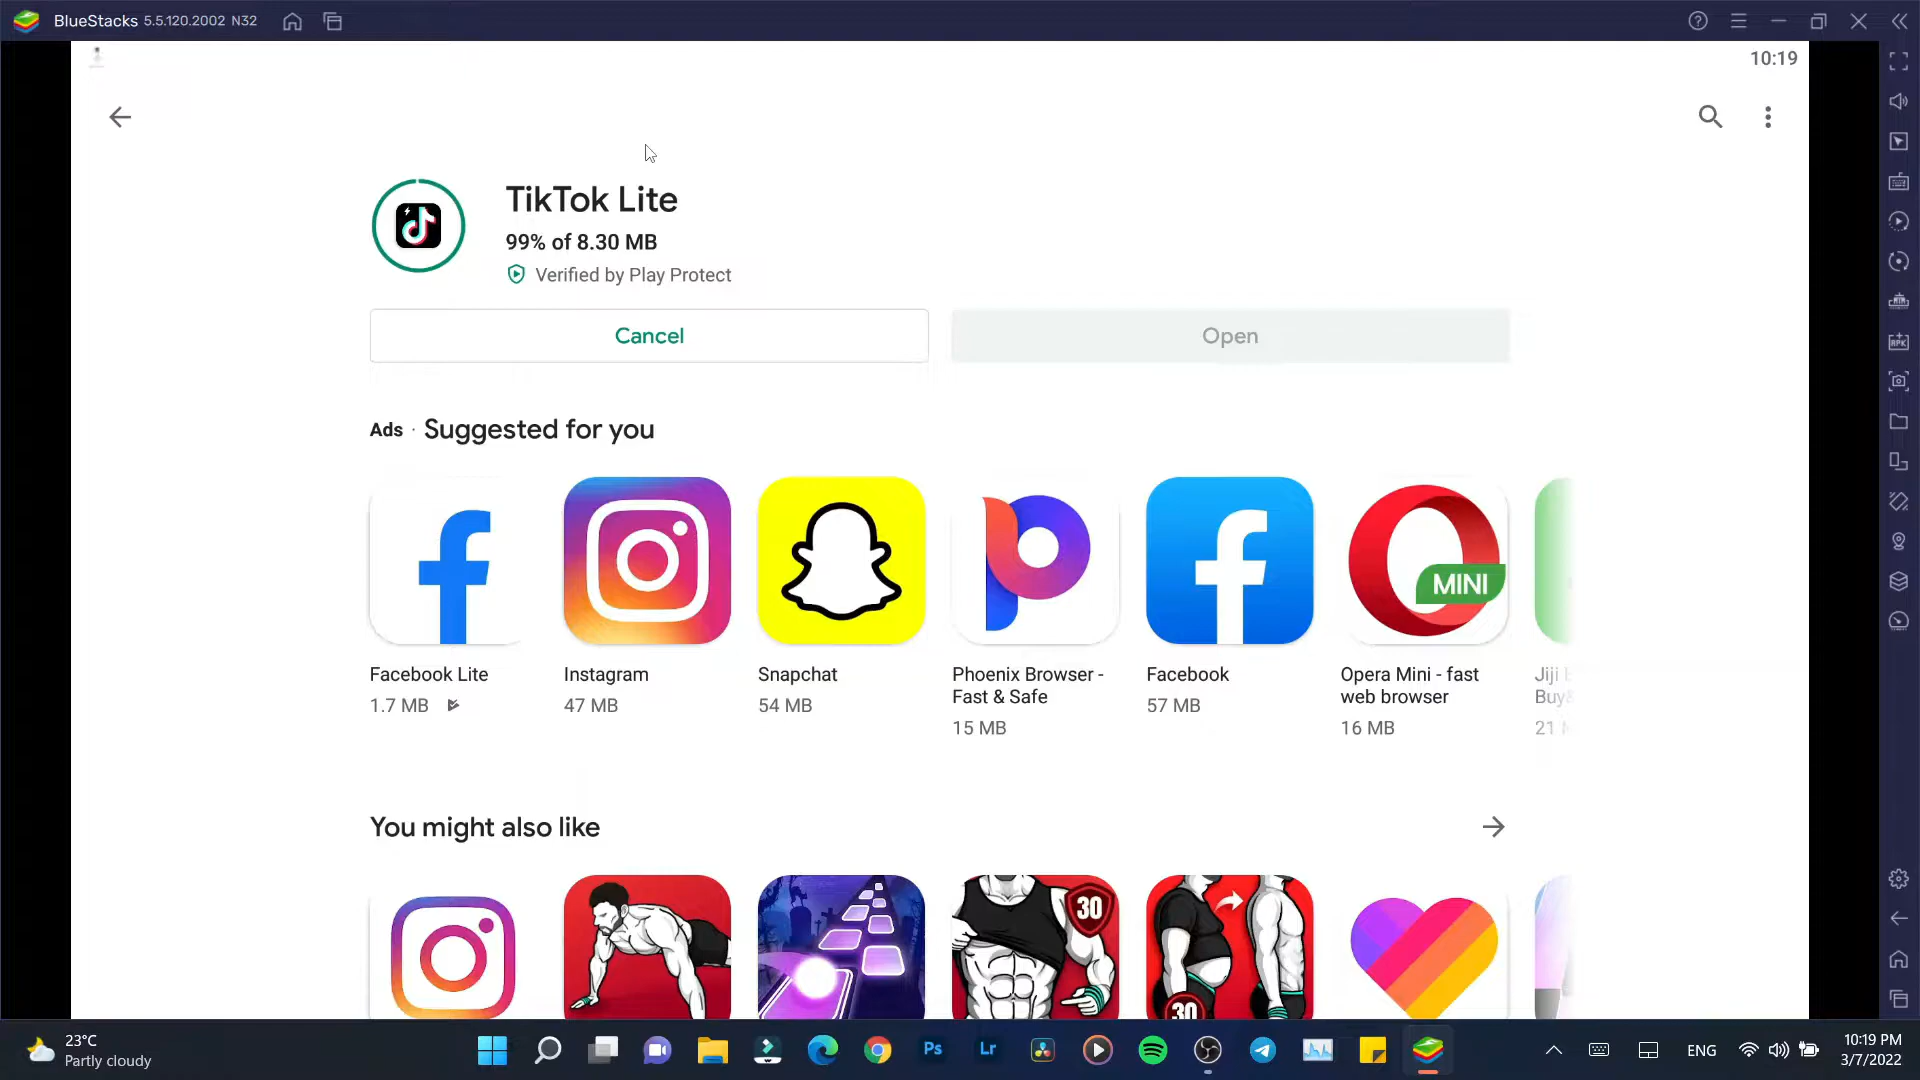 BlueStacks 5.5.120.2002 N32
10:19
TikTok Lite
99% of 8.30 MB
Verified by Play Protect
Cancel
Open
Ads · Suggested for you
MINI
Facebook Lite
1.7 MB
Instagram
47 MB
Snapchat
54 MB
Phoenix Browser -
Fast & Safe
15 MB
Facebook
57 MB
Opera Mini - fast
web browser
16 MB
Jiji
21
You might also like
30
30
23°C
Partly cloudy
Ps
Lr
ENG
10:19 PM
3/7/2022